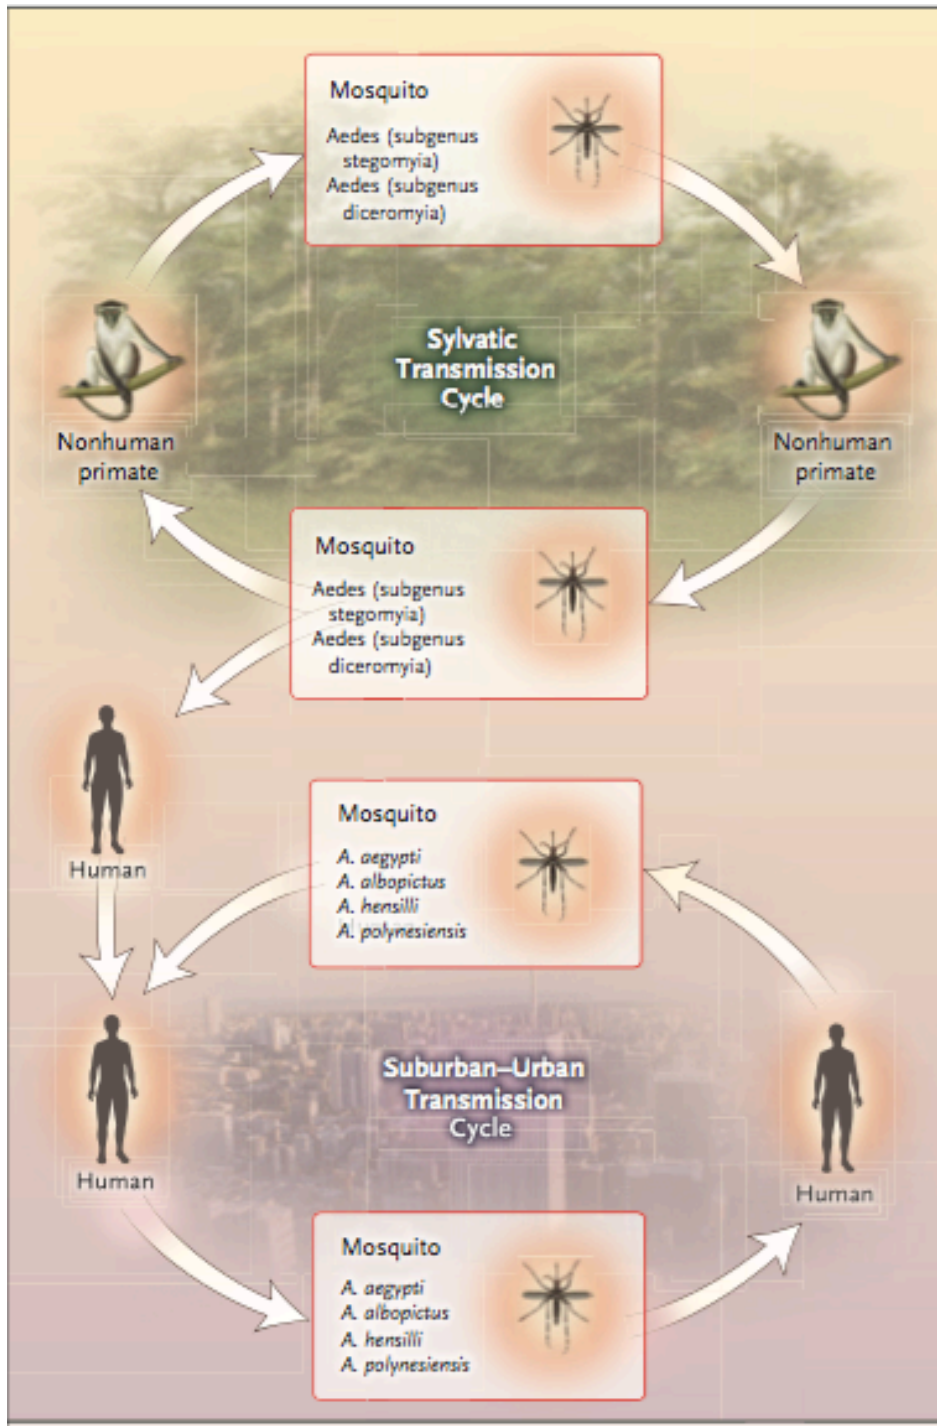 Mosquito
Aedes (subgenus
stegomyia)
Aedes (subgenus
diceromyia)
Sylvatic
Transmission
Cycle
Nonhuman
primate
Nonhuman
primate
Mosquito
Aedes (subgenus
stegomyia)
Aedes (subgenus
diceromyia)
Human
Mosquito
A. aegypti
A. albopictus
A. hensilli
A. polynesiensis
Suburban–Urban
Transmission
Cycle
Human
Human
Mosquito
A. aegypti
A. albopictus
A. hensilli
A. polynesiensis